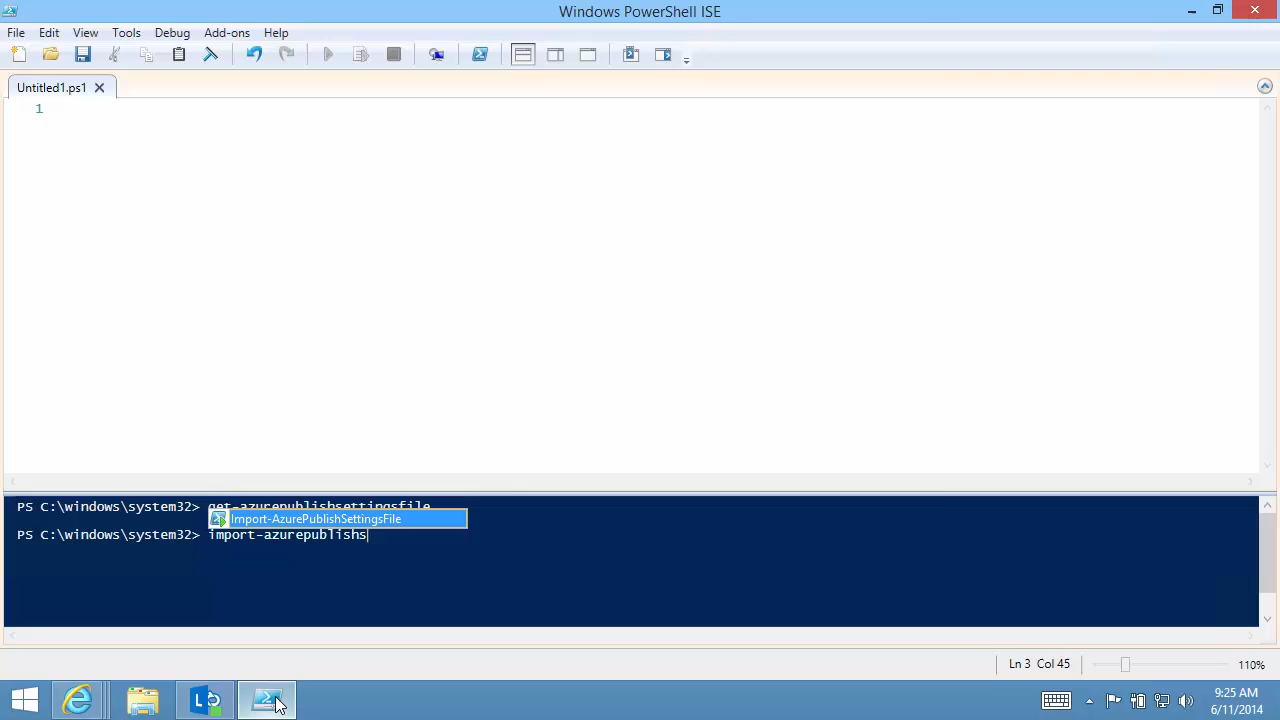 Windows PowerShell ISE
File Edit View Tools Debug Add-ons Help
Untitled1.ps1
1
PS C:\windows\system32> get-azurepublishsettingsfile
Import-AzurePublishSettingsFile
PS C:\windows\system32> import-azurepublishs
Ln 3 Col 45 110%
9:25 AM
6/11/2014